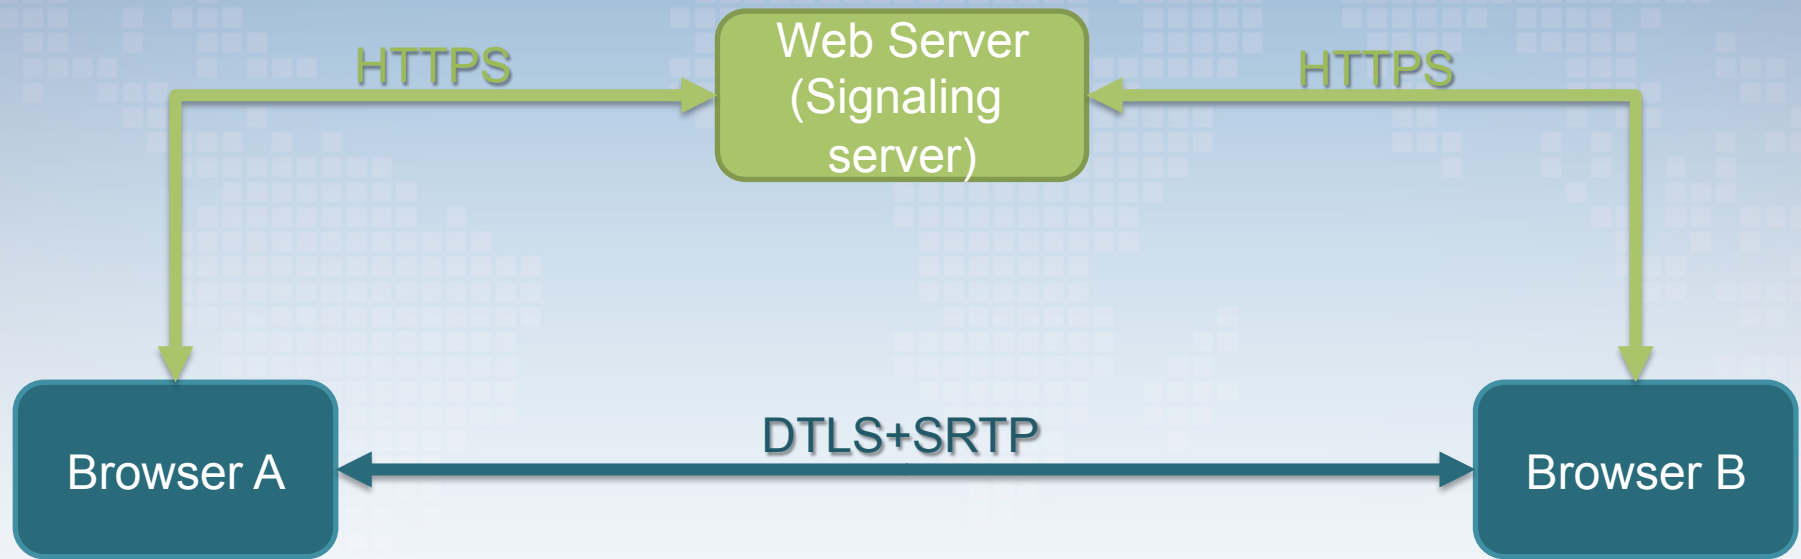 HTTPS
Web Server
(Signaling
server)
HTTPS
DTLS+SRTP
Browser A
Browser B